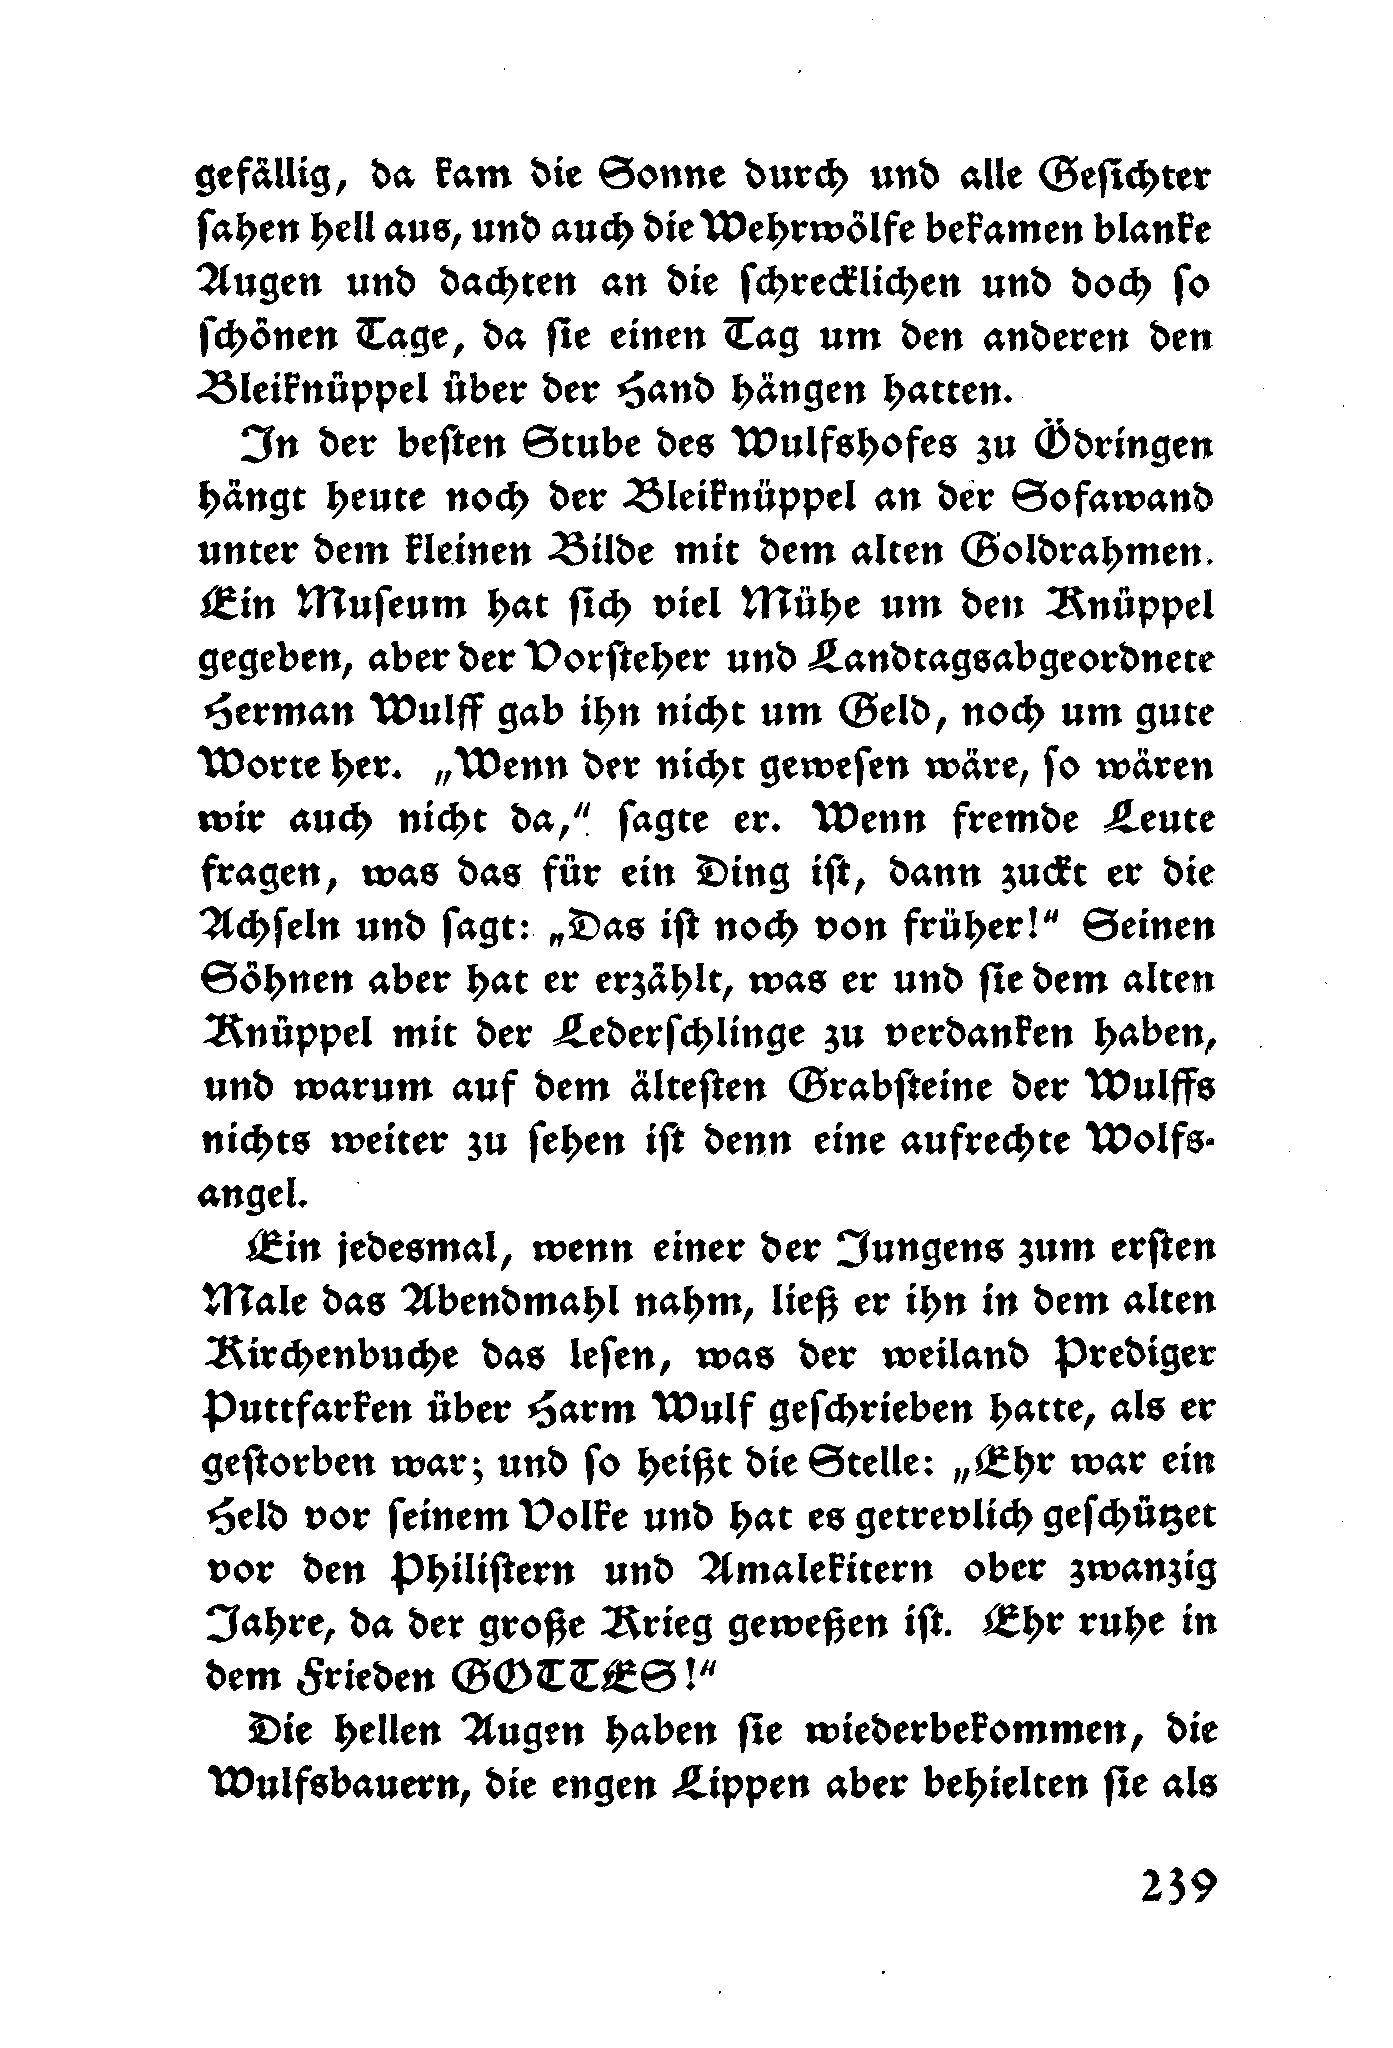 gefällig, da kam die Sonne durch und alle Gesichter
sahen hell aus, und auch die Wehrwölfe bekamen blanke
Augen und dachten an die schrecklichen und doch so
schönen Tage, da sie einen Tag um den anderen den
Bleiknüppel über der Hand hängen hatten.
In der besten Stube des Wulfshofes zu Ödringen
hängt heute noch der Bleiknüppel an der Sofawand
unter dem kleinen Bilde mit dem alten Goldrahmen.
Ein Museum hat sich viel Mühe um den Knüppel
gegeben, aber der Vorsteher und Landtagsabgeordnete
Herman Wulff gab ihn nicht um Geld, noch um gute
Worte her. „Wenn der nicht gewesen wäre, so wären
wir auch nicht da,“ sagte er. Wenn fremde Leute
fragen, was das für ein Ding ist, dann zuckt er die
Achseln und sagt: „Das ist noch von früher!“ Seinen
Söhnen aber hat er erzählt, was er und sie dem alten
Knüppel mit der Lederschlinge zu verdanken haben,
und warum auf dem ältesten Grabsteine der Wulffs
nichts weiter zu sehen ist denn eine aufrechte Wolfs-
angel.
Ein jedesmal, wenn einer der Jungens zum ersten
Male das Abendmahl nahm, ließ er ihn in dem alten
Kirchenbuche das lesen, was der weiland Prediger
Puttfarken über Harm Wulf geschrieben hatte, als er
gestorben war; und so heißt die Stelle: „Ehr war ein
Held vor seinem Volke und hat es getrevlich geschützet
vor den Philistern und Amalekitern ober zwanzig
Jahre, da der große Krieg geweßen ist. Ehr ruhe in
dem Frieden GOTTES!“
Die hellen Augen haben sie wiederbekommen, die
Wulfsbauern, die engen Lippen aber behielten sie als
239